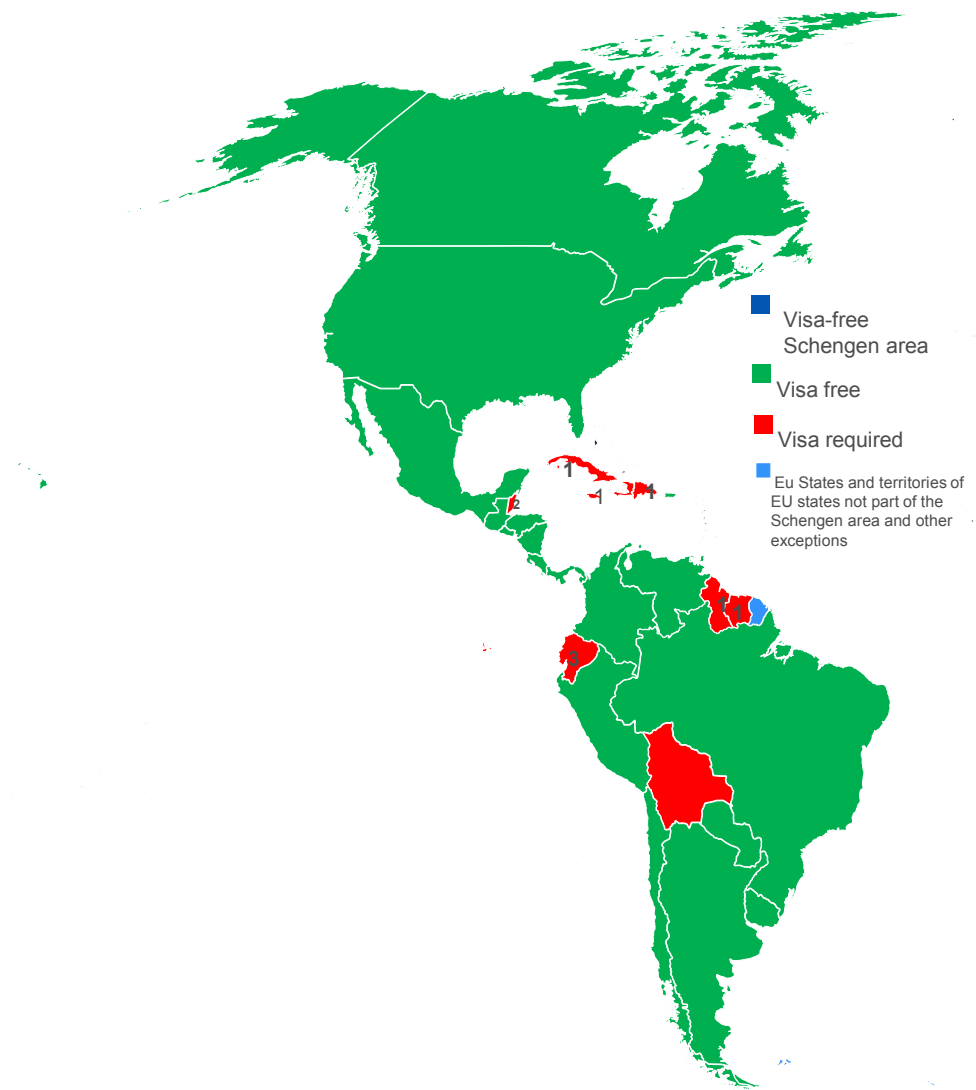 Visa-free
Schengen area
Visa free
Visa required
Eu States and territories of
EU states not part of the
Schengen area and other
exceptions
1
1
1
2
1
1
3